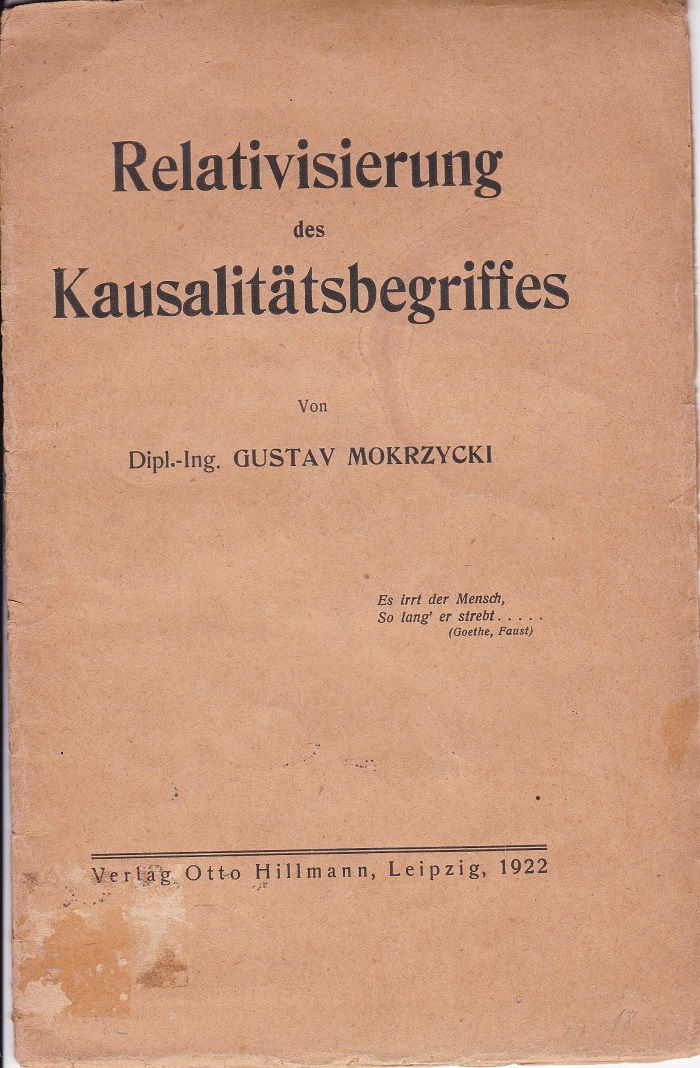 Relativisierung
des
Kausalitätsbegriffes
Von
Dipl.-Ing. GUSTAV MOKRZYCKI
Es irrt der Mensch,
So lang' er strebt . . . . .
(Goethe, Faust)
Verlag Otto Hillmann, Leipzig, 1922